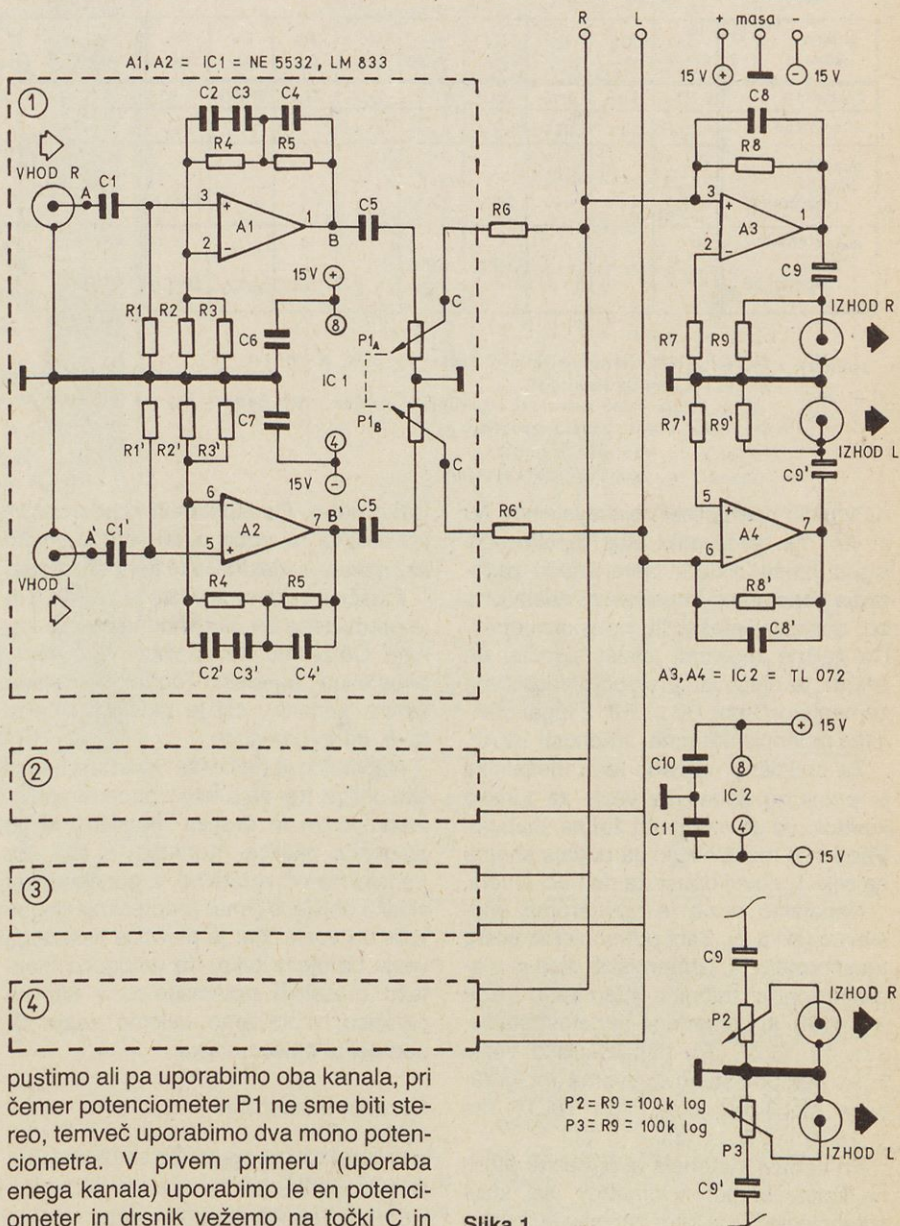 R L + masa -
15 V + - 15 V
A1, A2 = IC1 = NE 5532, LM 833
1
C2 C3 C4
R4 R5
VHOD R
A C1
3 + A1 1
2 -
B C5
R6
15V +
8
R1 R2 R3 C6
P1A
IC 1
R1' R2' R3' C7
P1B
4
15V -
C
C
6 - A2 7 B' C5
5 +
R6'
A' C1'
VHOD L
R4 R5
C2' C3' C4'
C8
R8
3 + A3 1
2 -
C9
IZHOD R
R7 R9
R7' R9'
IZHOD L
C9'
5 + A4 7
6 -
R8'
C8'
A3, A4 = IC 2 = TL 072
2
3
4
C10 + 15 V
8
IC 2
C11 4
- 15V
C9
P2
IZHOD R
P2 = R9 = 100 k log
P3 = R9 = 100k log
P3
IZHOD L
C9'
pustimo ali pa uporabimo oba kanala, pri
čemer potenciometer P1 ne sme biti ste-
reo, temveč uporabimo dva mono poten-
ciometra. V prvem primeru (uporaba
enega kanala) uporabimo le en potenci-
ometer in drsnik vežemo na točki C in
Slika 1